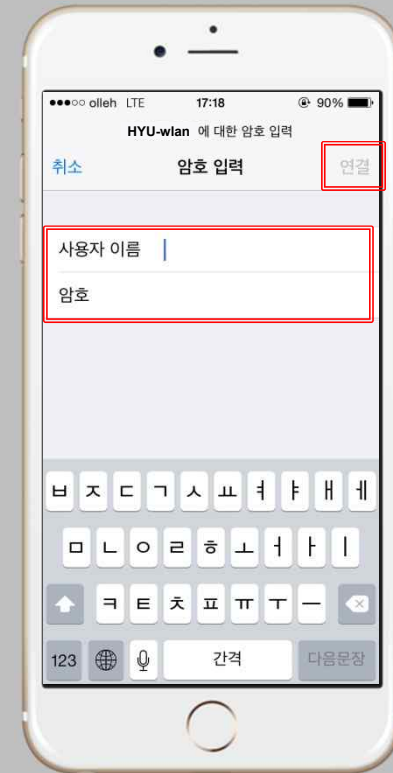 olleh LTE 17:18 90%
HYU-wlan 에 대한 암호 입력
취소 암호 입력 연결
사용자 이름
암호
ㅂ ㅈ ㄷ ㄱ ㅅ ㅛ ㅕ ㅑ ㅐ ㅔ
ㅁ ㄴ ㅇ ㄹ ㅎ ㅗ ㅓ ㅏ ㅣ
ㅋ ㅌ ㅊ ㅍ ㅠ ㅜ ㅡ
123 간격 다음문장